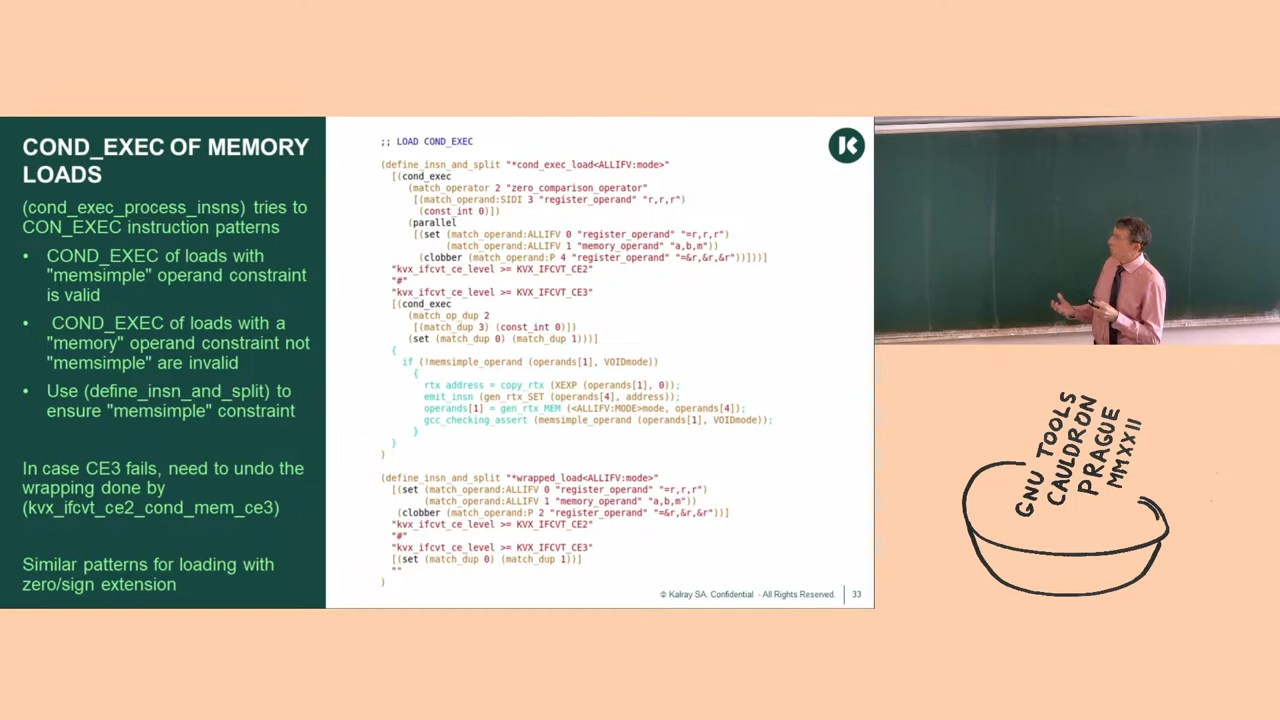 COND_EXEC OF MEMORY
LOADS
(cond_exec_process_insns) tries to
CON_EXEC instruction patterns
• COND_EXEC of loads with
"memsimple" operand constraint
is valid
• COND_EXEC of loads with a
"memory" operand constraint not
"memsimple" are invalid
• Use (define_insn_and_split) to
ensure "memsimple" constraint
In case CE3 fails, need to undo the
wrapping done by
(kvx_ifcvt_ce2_cond_mem_ce3)
Similar patterns for loading with
zero/sign extension
;; LOAD COND_EXEC
(define_insn_and_split "*cond_exec_load<ALLIFV:mode>"
[(cond_exec
(match_operator 2 "zero_comparison_operator"
[(match_operand:SIDI 3 "register_operand" "r,r,r")
(const_int 0)])
(parallel
[(set (match_operand:ALLIFV 0 "register_operand" "=r,r,r")
(match_operand:ALLIFV 1 "memory_operand" "a,b,m"))
(clobber (match_operand:P 4 "register_operand" "=&r,&r,&r"))]))]
"kvx_ifcvt_ce_level >= KVX_IFCVT_CE2"
"#"
"kvx_ifcvt_ce_level >= KVX_IFCVT_CE3"
[(cond_exec
(match_op_dup 2
[(match_dup 3) (const_int 0)])
(set (match_dup 0) (match_dup 1)))]
{
if (!memsimple_operand (operands[1], VOIDmode))
{
rtx address = copy_rtx (XEXP (operands[1], 0));
emit_insn (gen_rtx_SET (operands[4], address));
operands[1] = gen_rtx_MEM (<ALLIFV:MODE>mode, operands[4]);
gcc_checking_assert (memsimple_operand (operands[1], VOIDmode));
}
}
)
(define_insn_and_split "*wrapped_load<ALLIFV:mode>"
[(set (match_operand:ALLIFV 0 "register_operand" "=r,r,r")
(match_operand:ALLIFV 1 "memory_operand" "a,b,m"))
(clobber (match_operand:P 2 "register_operand" "=&r,&r,&r"))]
"kvx_ifcvt_ce_level >= KVX_IFCVT_CE2"
"#"
"kvx_ifcvt_ce_level >= KVX_IFCVT_CE3"
[(set (match_dup 0) (match_dup 1))]
""
)
© Kalray SA. Confidential - All Rights Reserved.
33
GNU TOOLS
CAULDRON
PRAGUE
MMXXII